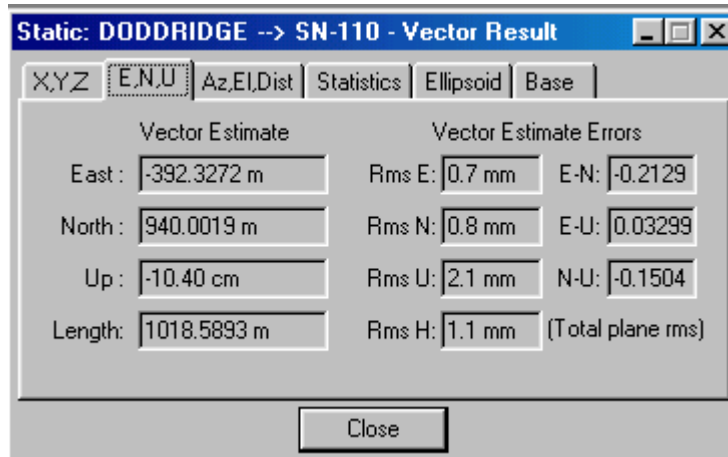 Static: DODDRIDGE --> SN-110 - Vector Result
X,Y,Z E,N,U Az,El,Dist Statistics Ellipsoid Base
Vector Estimate Vector Estimate Errors
East : -392.3272 m Rms E: 0.7 mm E-N: -0.2129
North : 940.0019 m Rms N: 0.8 mm E-U: 0.03299
Up : -10.40 cm Rms U: 2.1 mm N-U: -0.1504
Length: 1018.5893 m Rms H: 1.1 mm (Total plane rms)
Close